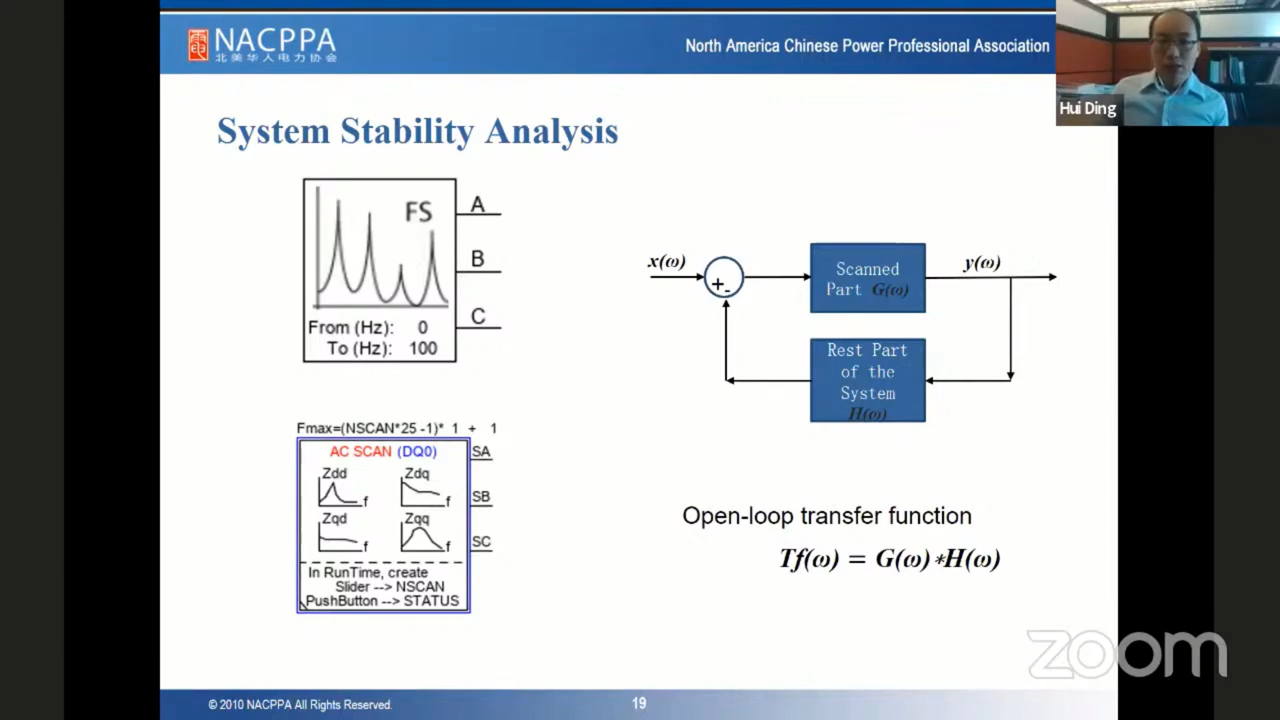 電 NACPPA
北美华人电力协会
North America Chinese Power Professional Association
Hui Ding
System Stability Analysis
FS
A
B
C
From (Hz): 0
To (Hz): 100
Fmax=(NSCAN*25 -1)* 1 + 1
AC SCAN (DQ0)
SA
Zdd
Zdq
f
f
SB
Zqd
Zqq
f
f
SC
In RunTime, create
Slider --> NSCAN
PushButton --> STATUS
x(ω)
+
-
Scanned
Part G(ω)
y(ω)
Rest Part
of the
System
H(ω)
Open-loop transfer function
Tf(ω) = G(ω)*H(ω)
zoom
© 2010 NACPPA All Rights Reserved.
19